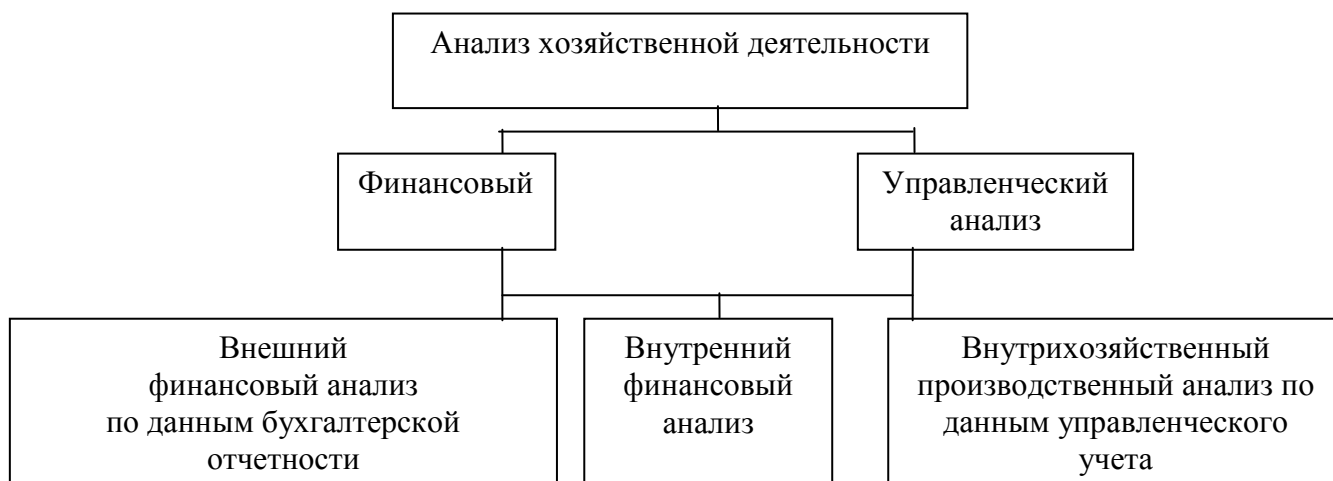 Анализ хозяйственной деятельности
Финансовый
Управленческий
анализ
Внешний
финансовый анализ
по данным бухгалтерской
отчетности
Внутренний
финансовый
анализ
Внутрихозяйственный
производственный анализ по
данным управленческого
учета